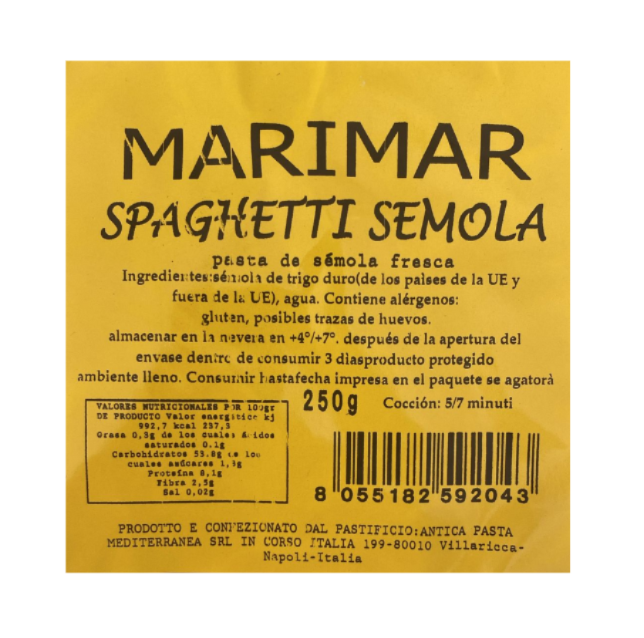 MARIMAR
SPAGHETTI SEMOLA
pasta de sémola fresca
Ingredientes:sémola de trigo duro(de los paises de la UE y
fuera de la UE), agua. Contiene alérgenos:
gluten, posibles trazas de huevos.
almacenar en la nevera en +4°/+7°. después de la apertura del
envase dentro de consumir 3 diasproducto protegido
ambiente lleno. Consumir hastafecha impresa en el paquete se agatorà
VALORES NUTRICIONALES POR 100gr
DE PRODUCTO Valor energético kj
992,7 kcal 237,3
Grasa 0,3g de los cuales Ácidos
saturados 0.1g
Carbohidratos 53.8g de los
cuales azúcares 1,3g
Proteína 8,1g
Fibra 2,5g
Sal 0,02g
250g
Cocción: 5/7 minuti
8 055182 592043
PRODOTTO E CONFEZIONATO DAL PASTIFICIO:ANTICA PASTA
MEDITERRANEA SRL IN CORSO ITALIA 199-80010 Villaricca-
Napoli-Italia